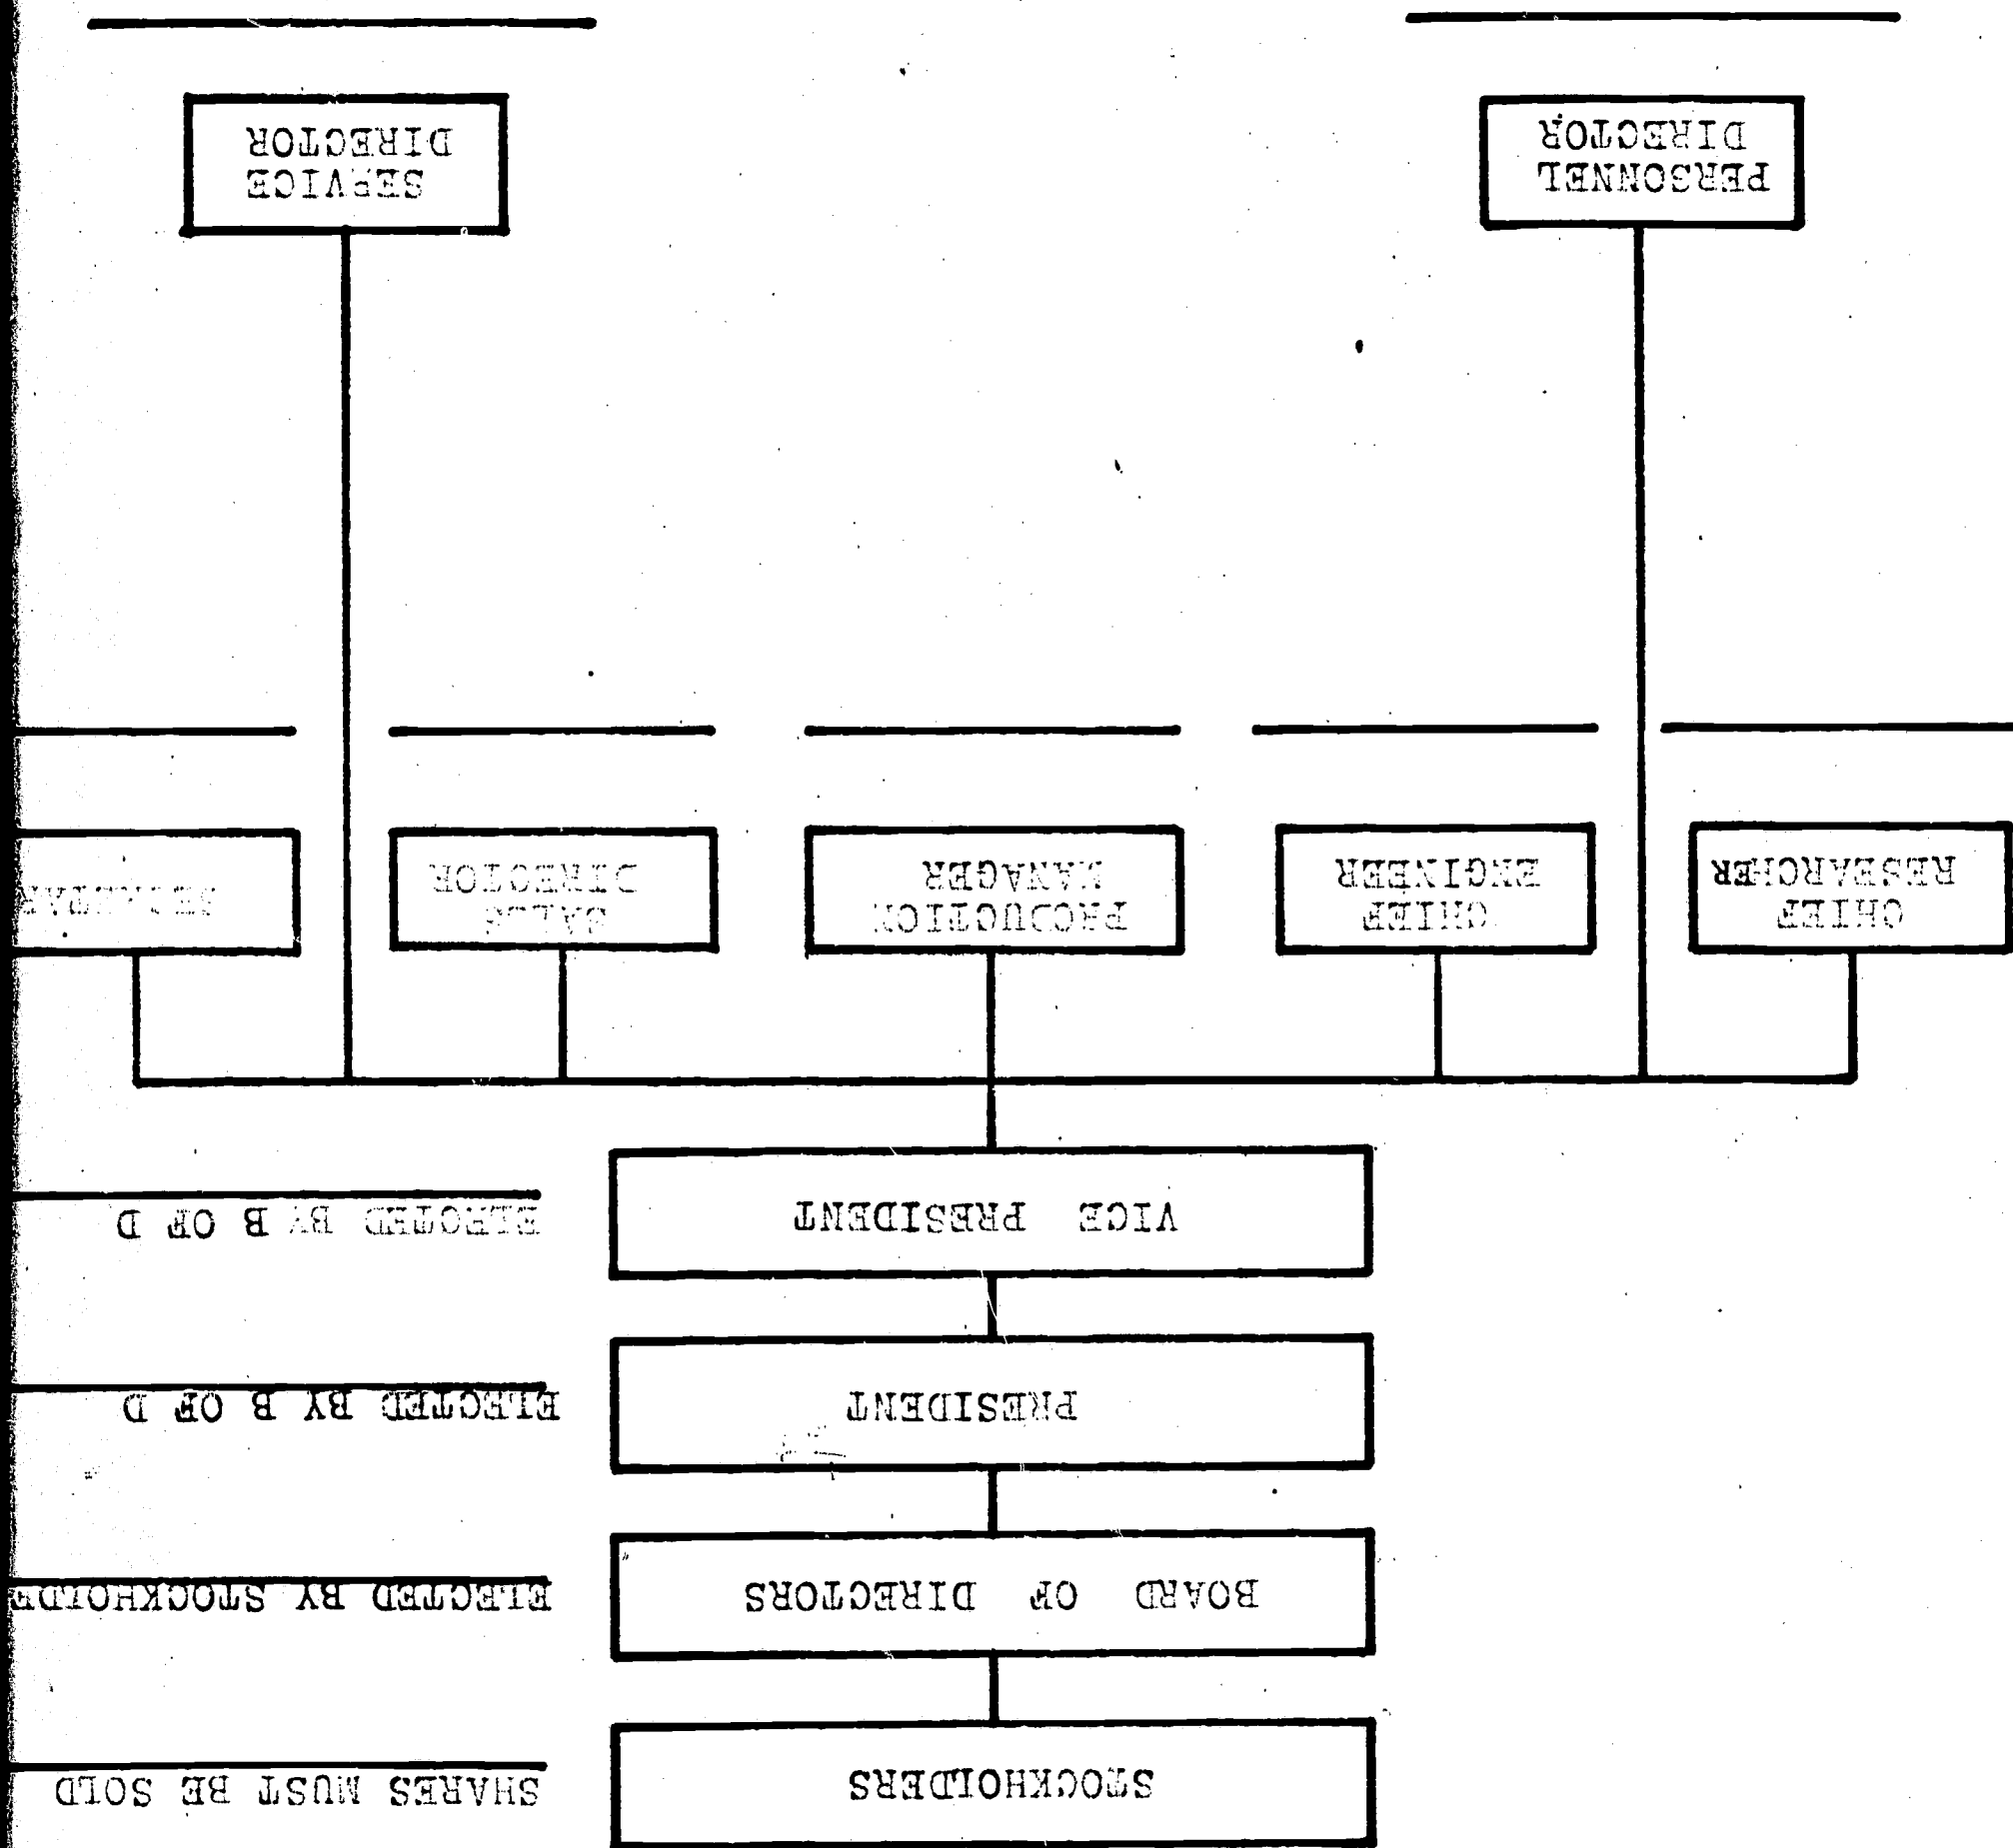 STOCKHOLDERS
SHARES MUST BE SOLD
BOARD OF DIRECTORS
ELECTED BY STOCKHOLDE
PRESIDENT
ELECTED BY B OF D
VICE PRESIDENT
ELECTED BY B OF D
CHIEF
RESEARCHER
CHIEF
ENGINEER
PRODUCTION
MANAGER
SALES
DIRECTOR
PERSONNEL
DIRECTOR
SERVICE
DIRECTOR